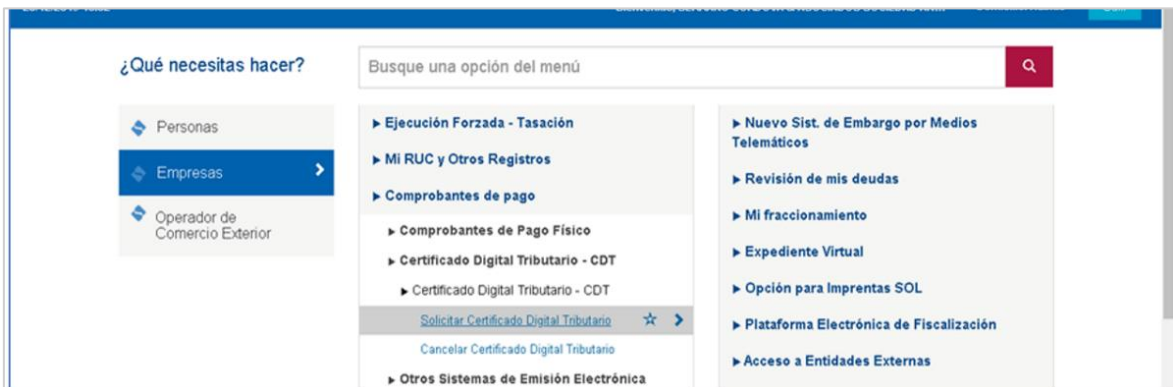 ¿Qué necesitas hacer?
Busque una opción del menú
Personas
Empresas
Operador de
Comercio Exterior
Ejecución Forzada - Tasación
Mi RUC y Otros Registros
Comprobantes de pago
Comprobantes de Pago Físico
Certificado Digital Tributario - CDT
Certificado Digital Tributario - CDT
Solicitar Certificado Digital Tributario
Cancelar Certificado Digital Tributario
Otros Sistemas de Emisión Electrónica
Nuevo Sist. de Embargo por Medios
Telemáticos
Revisión de mis deudas
Mi fraccionamiento
Expediente Virtual
Opción para Imprentas SOL
Plataforma Electrónica de Fiscalización
Acceso a Entidades Externas